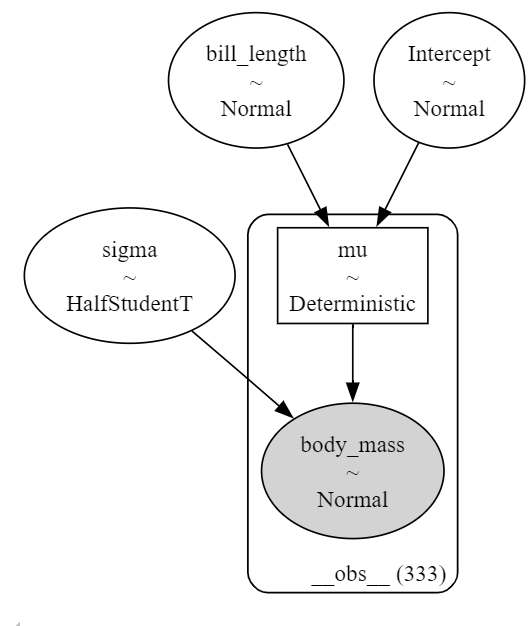 bill_length
~
Normal
Intercept
~
Normal
sigma
~
HalfStudentT
mu
~
Deterministic
body_mass
~
Normal
__obs__ (333)